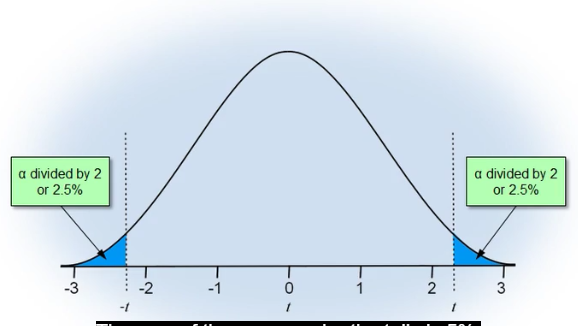 α divided by 2
or 2.5%
α divided by 2
or 2.5%
-3 -2 -1 0 1 2 3
-t t t